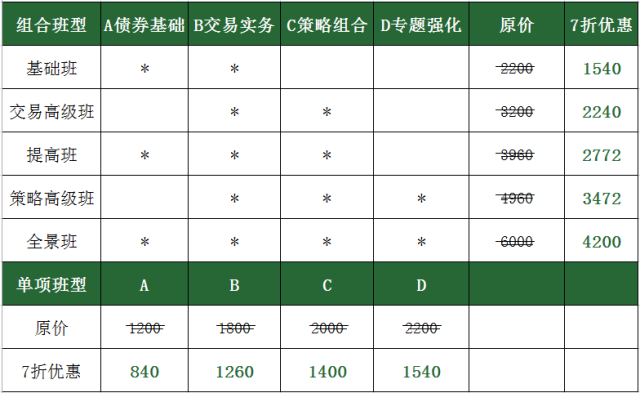 组合班型 A债券基础 B交易实务 C策略组合 D专题强化 原价 7折优惠
基础班 * * 2200 1540
交易高级班 * * 3200 2240
提高班 * * * 3960 2772
策略高级班 * * * 4960 3472
全景班 * * * * 6000 4200
单项班型 A B C D
原价 1200 1800 2000 2200
7折优惠 840 1260 1400 1540